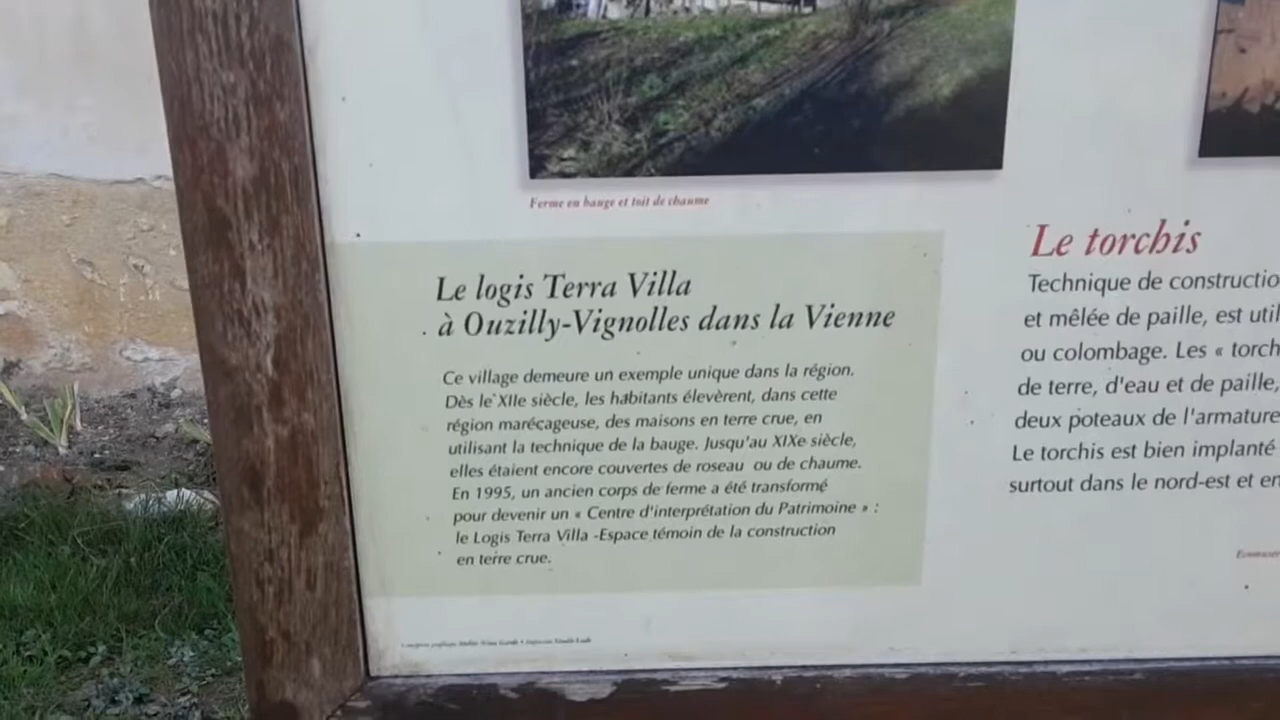 Ferme en bauge et toit de chaume
Le logis Terra Villa
à Ouzilly-Vignolles dans la Vienne
Ce village demeure un exemple unique dans la région.
Dès le XIIe siècle, les habitants élevèrent, dans cette
région marécageuse, des maisons en terre crue, en
utilisant la technique de la bauge. Jusqu'au XIXe siècle,
elles étaient encore couvertes de roseau ou de chaume.
En 1995, un ancien corps de ferme a été transformé
pour devenir un « Centre d'interprétation du Patrimoine » :
le Logis Terra Villa -Espace témoin de la construction
en terre crue.
Le torchis
Technique de constructio
et mêlée de paille, est util
ou colombage. Les « torch
de terre, d'eau et de paille,
deux poteaux de l'armature
Le torchis est bien implanté
surtout dans le nord-est et en